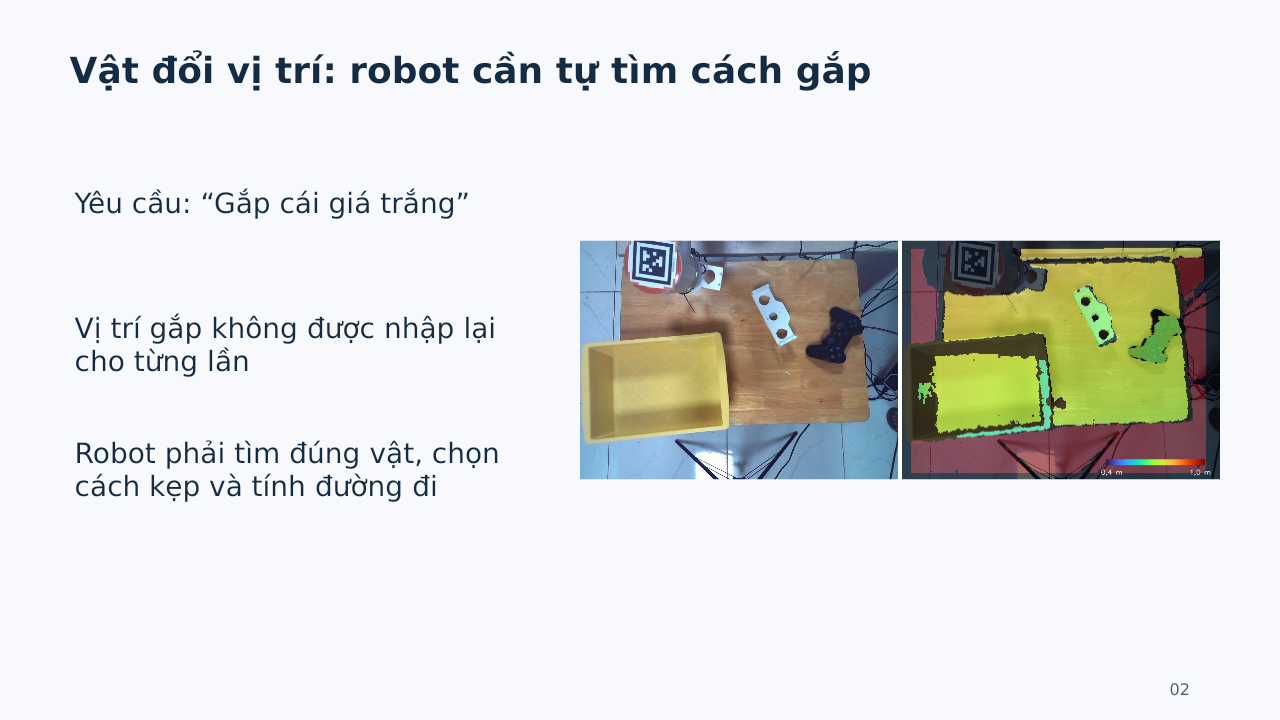 Vật đổi vị trí: robot cần tự tìm cách gắp
Yêu cầu: “Gắp cái giá trắng”
Vị trí gắp không được nhập lại
cho từng lần
Robot phải tìm đúng vật, chọn
cách kẹp và tính đường đi
0.4 m
1.0 m
02